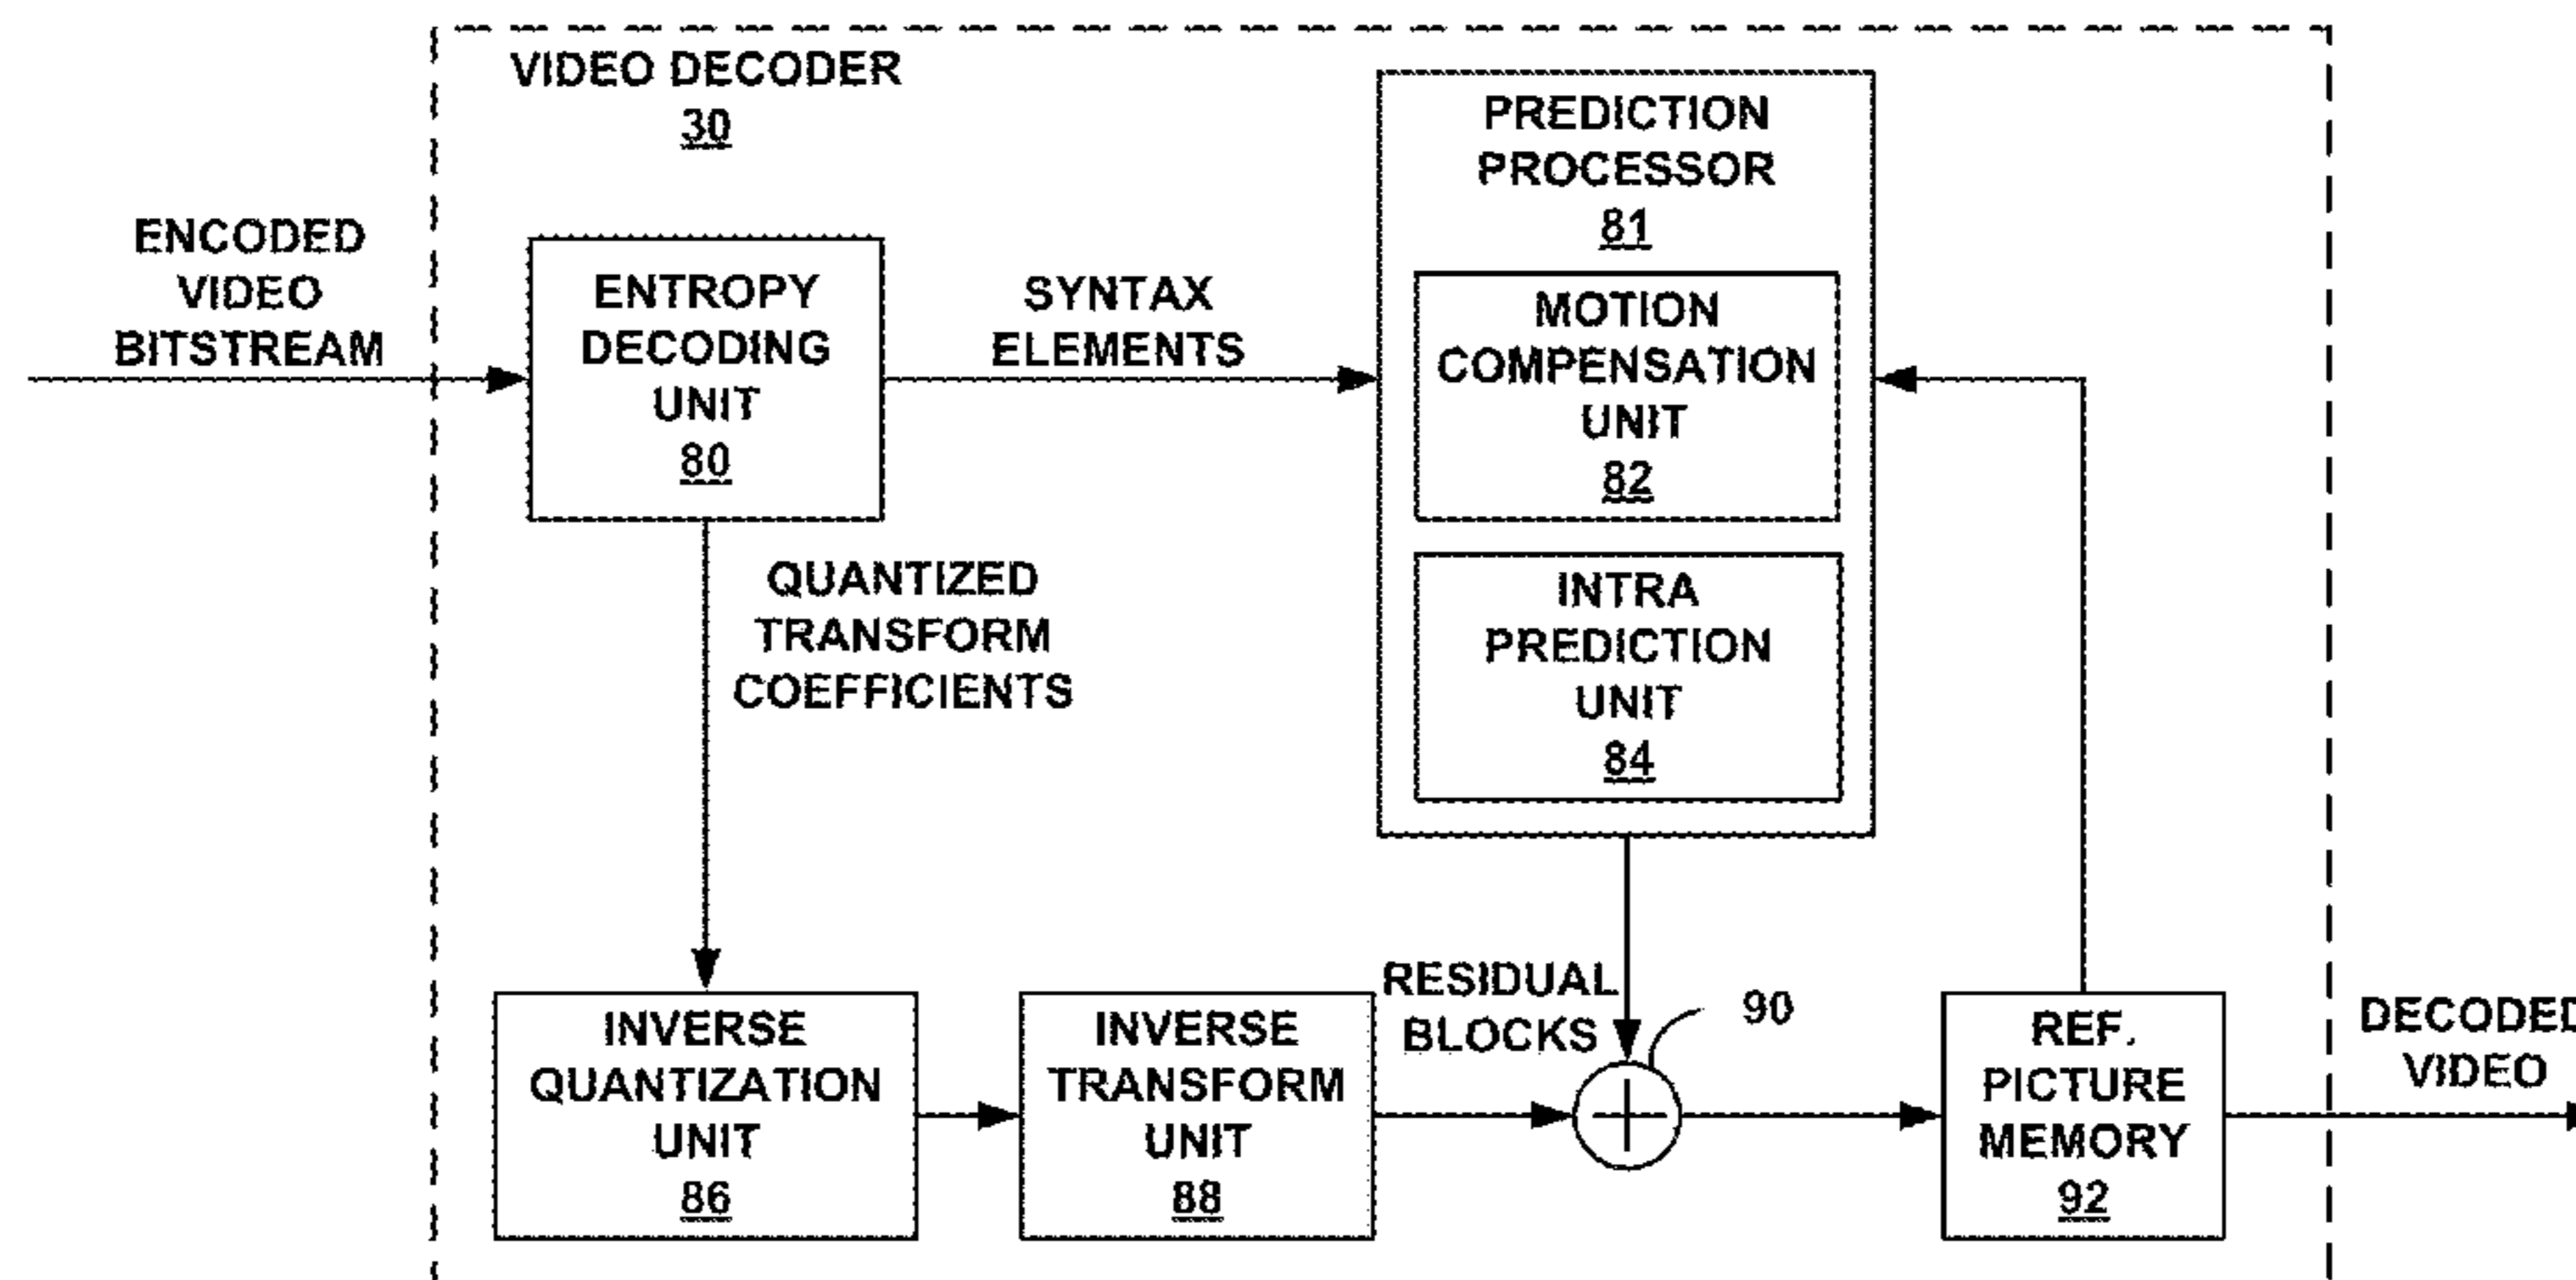 VIDEO DECODER
30
ENCODED
VIDEO
BITSTREAM
ENTROPY
DECODING
UNIT
80
SYNTAX
ELEMENTS
PREDICTION
PROCESSOR
81
MOTION
COMPENSATION
UNIT
82
INTRA
PREDICTION
UNIT
84
QUANTIZED
TRANSFORM
COEFFICIENTS
INVERSE
QUANTIZATION
UNIT
86
INVERSE
TRANSFORM
UNIT
88
RESIDUAL
BLOCKS
90
REF.
PICTURE
MEMORY
92
DECODED
VIDEO